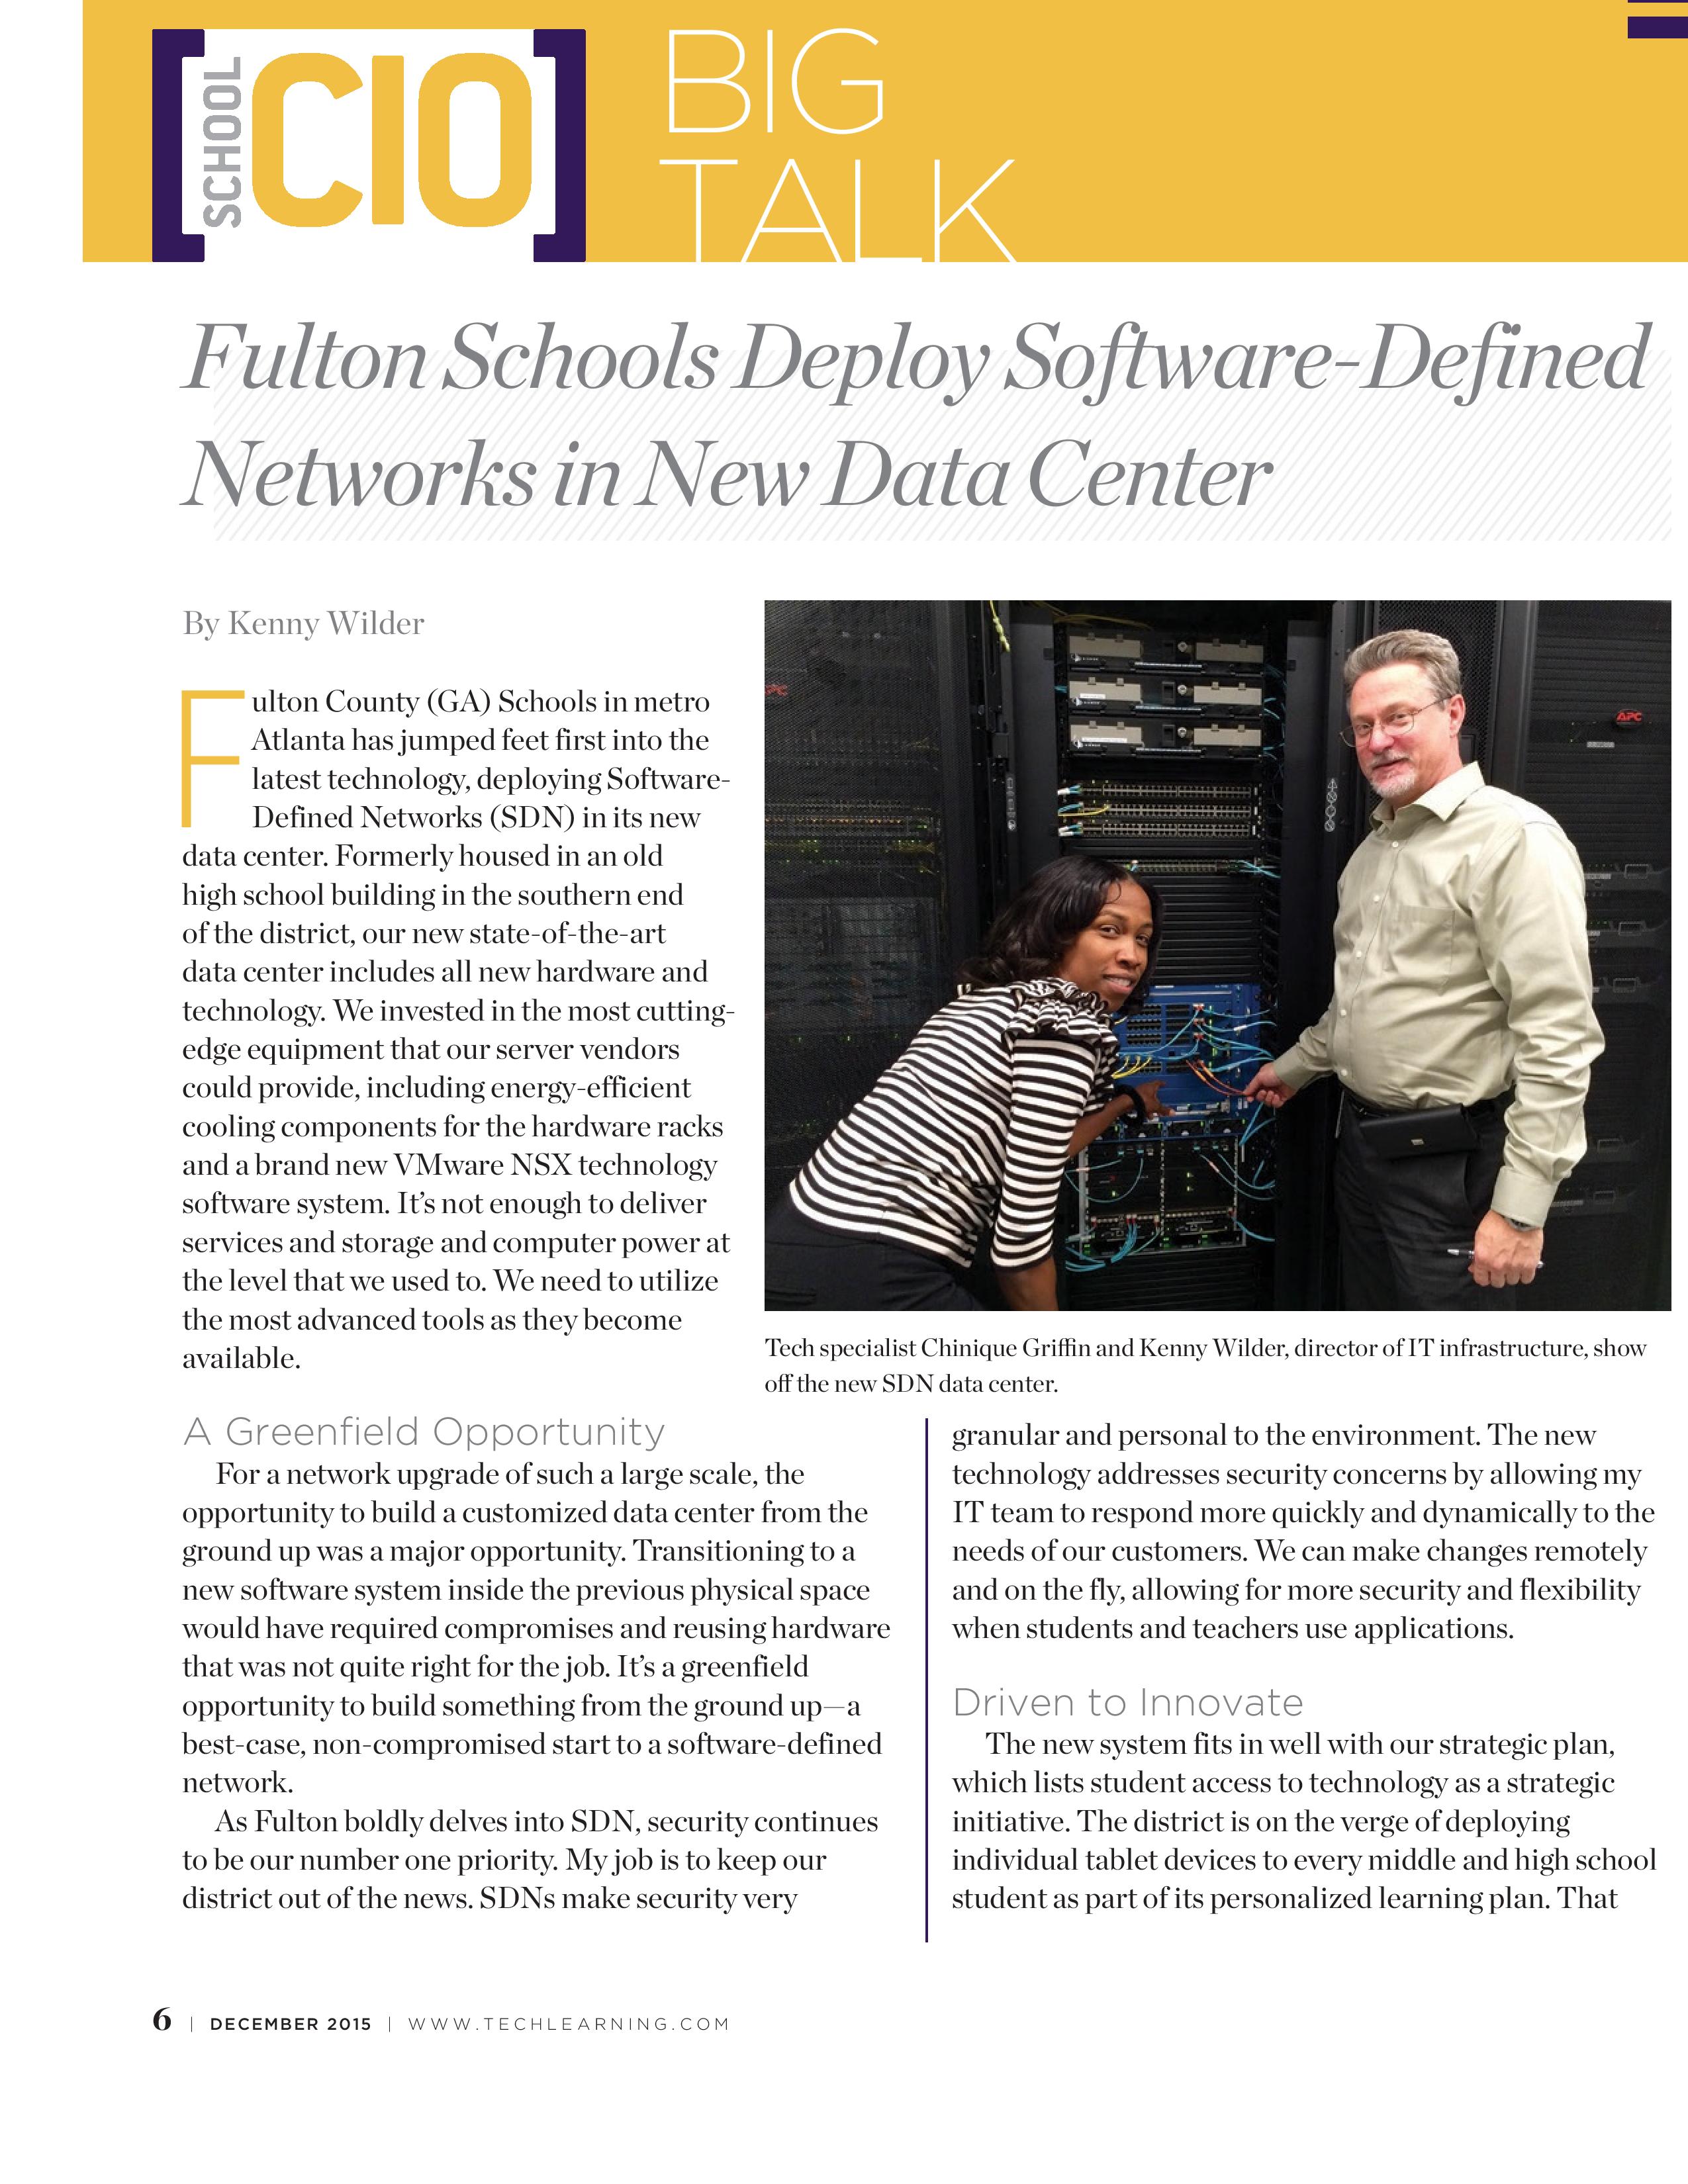 SCHOOL
CIO
BIG
TALK
Fulton Schools Deploy Software-Defined
Networks in New Data Center
By Kenny Wilder
Fulton County (GA) Schools in metro
Atlanta has jumped feet first into the
latest technology, deploying Software-
Defined Networks (SDN) in its new
data center. Formerly housed in an old
high school building in the southern end
of the district, our new state-of-the-art
data center includes all new hardware and
technology. We invested in the most cutting-
edge equipment that our server vendors
could provide, including energy-efficient
cooling components for the hardware racks
and a brand new VMware NSX technology
software system. It’s not enough to deliver
services and storage and computer power at
the level that we used to. We need to utilize
the most advanced tools as they become
available.
APC
Tech specialist Chinique Griffin and Kenny Wilder, director of IT infrastructure, show
off the new SDN data center.
A Greenfield Opportunity
For a network upgrade of such a large scale, the
opportunity to build a customized data center from the
ground up was a major opportunity. Transitioning to a
new software system inside the previous physical space
would have required compromises and reusing hardware
that was not quite right for the job. It’s a greenfield
opportunity to build something from the ground up—a
best-case, non-compromised start to a software-defined
network.
As Fulton boldly delves into SDN, security continues
to be our number one priority. My job is to keep our
district out of the news. SDNs make security very
granular and personal to the environment. The new
technology addresses security concerns by allowing my
IT team to respond more quickly and dynamically to the
needs of our customers. We can make changes remotely
and on the fly, allowing for more security and flexibility
when students and teachers use applications.
Driven to Innovate
The new system fits in well with our strategic plan,
which lists student access to technology as a strategic
initiative. The district is on the verge of deploying
individual tablet devices to every middle and high school
student as part of its personalized learning plan. That
6 | DECEMBER 2015 | WWW.TECHLEARNING.COM